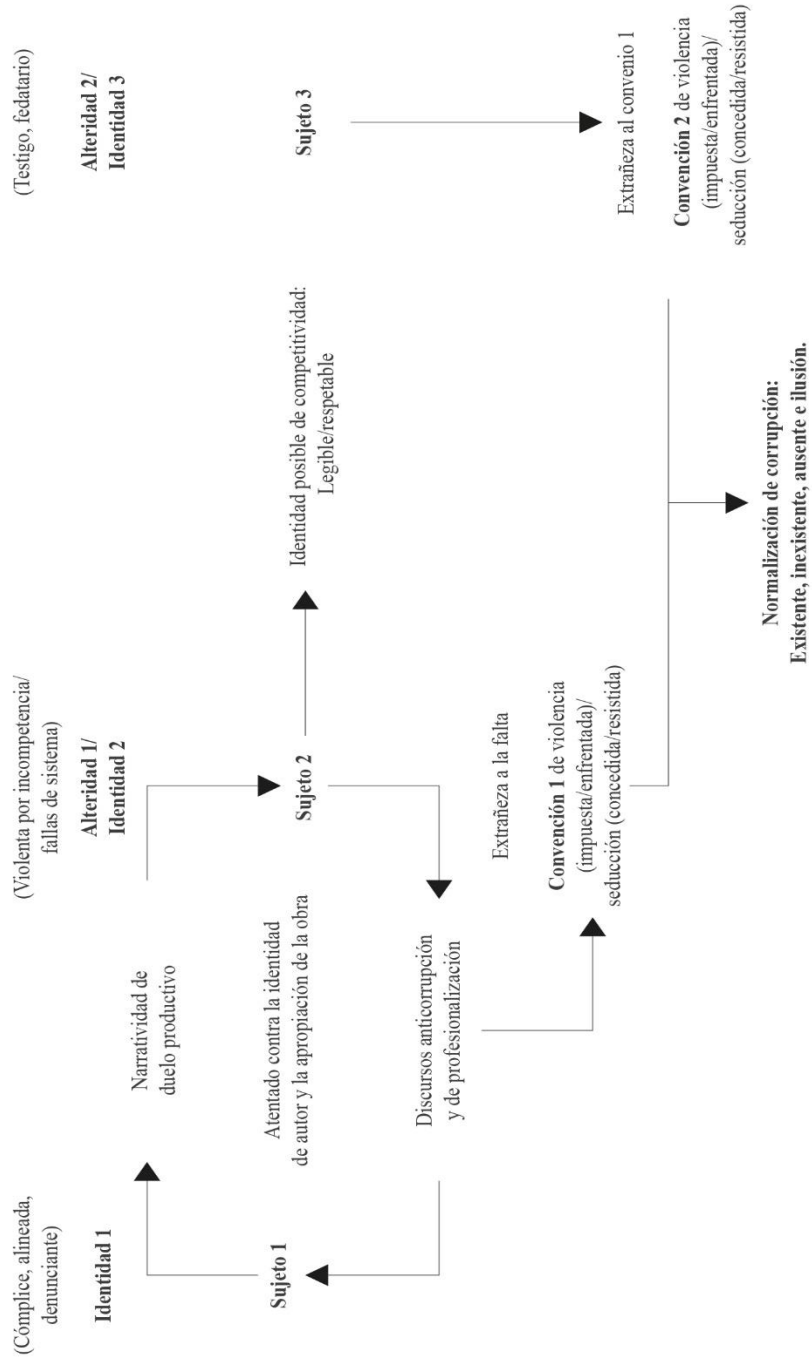 (Cómplice, alineada,
denunciante)
Identidad 1
Sujeto 1
Narratividad de
duelo productivo
Atentado contra la identidad
de autor y la apropiación de la obra
Discursos anticorrupción
y de profesionalización
(Violenta por incompetencia/
fallas de sistema)
Alteridad 1/
Identidad 2
Sujeto 2
Identidad posible de competitividad:
Legible/respetable
Extrañeza a la falta
Convención 1 de violencia
(impuesta/enfrentada)/
seducción (concedida/resistida)
(Testigo, fedatario)
Alteridad 2/
Identidad 3
Sujeto 3
Extrañeza al convenio 1
Convención 2 de violencia
(impuesta/enfrentada)/
seducción (concedida/resistida)
Normalización de corrupción:
Existente, inexistente, ausente e ilusión.